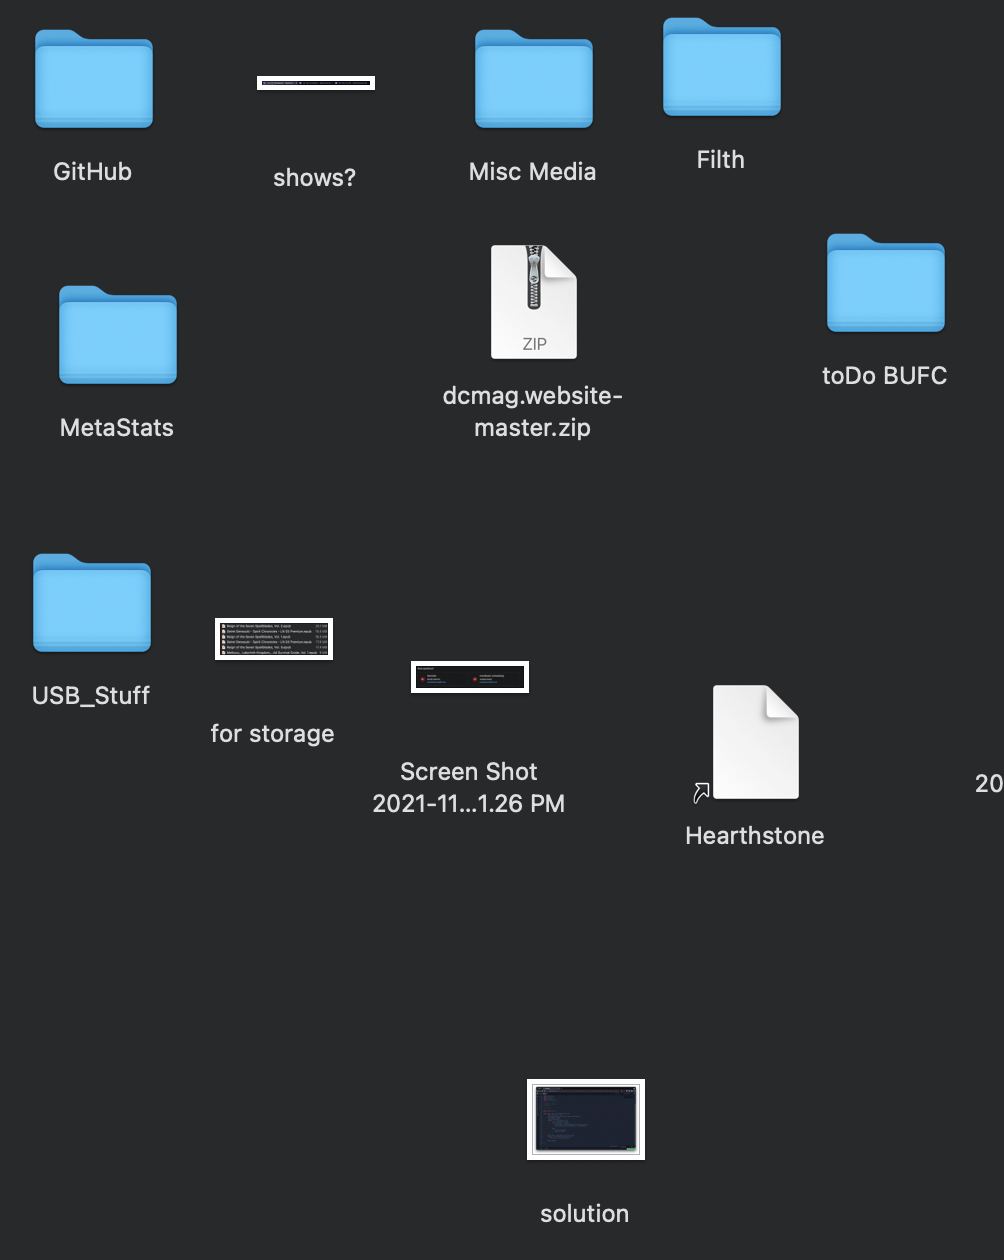 GitHub
shows?
Misc Media
Filth
ZIP
dcmag.website-
master.zip
toDo BUFC
MetaStats
USB_Stuff
for storage
Screen Shot
2021-11...1.26 PM
Hearthstone
20
solution